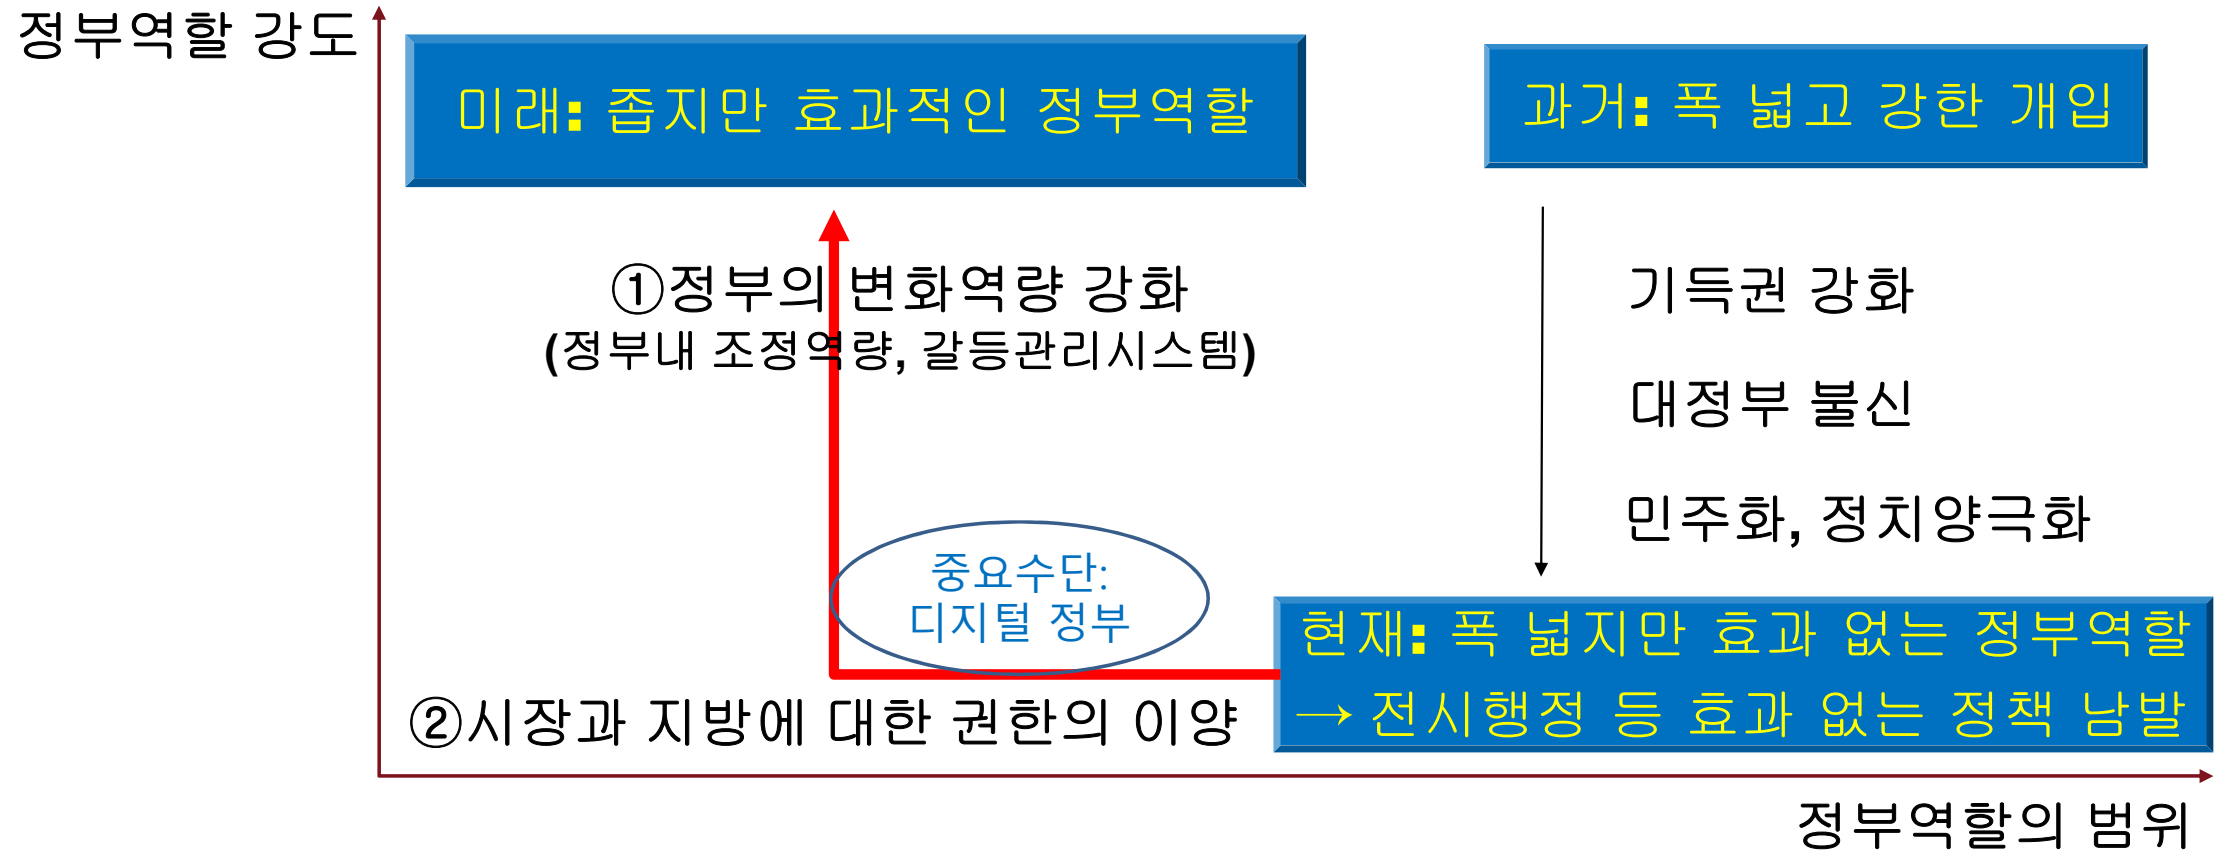 정부역할 강도
미래: 좁지만 효과적인 정부역할
과거: 폭 넓고 강한 개입
①정부의 변화역량 강화
(정부내 조정역량, 갈등관리시스템)
기득권 강화
대정부 불신
민주화, 정치양극화
중요수단:
디지털 정부
현재: 폭 넓지만 효과 없는 정부역할
→전시행정 등 효과 없는 정책 남발
②시장과 지방에 대한 권한의 이양
정부역할의 범위